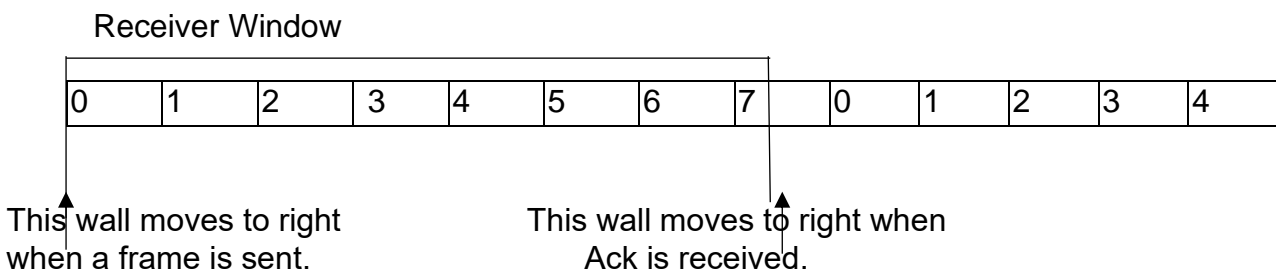 Receiver Window
0 1 2 3 4 5 6 7 0 1 2 3 4
This wall moves to right
when a frame is sent.
This wall moves to right when
Ack is received.